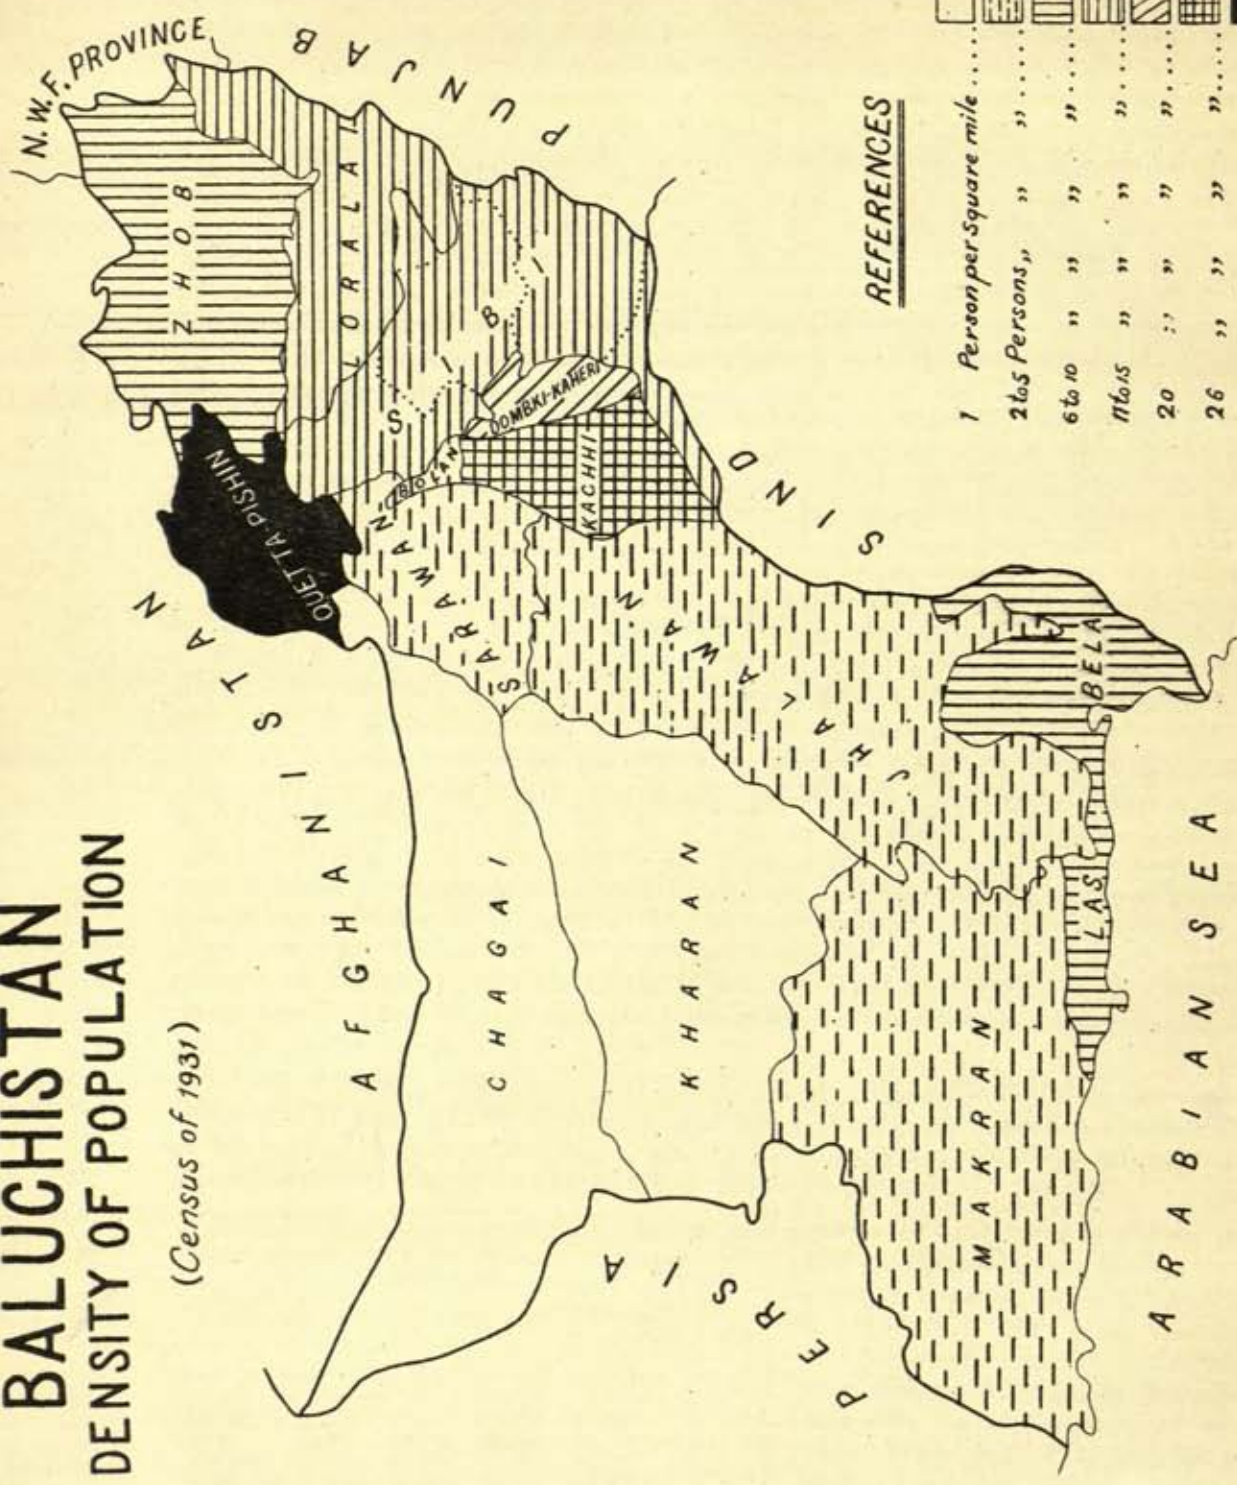 BALUCHISTAN
DENSITY OF POPULATION
(Census of 1931)
N.W.F. PROVINCE
PUNJAB
AFGHANISTAN
ZHOB
LORALAI
QUETTA-PISHIN
SIBI
BOLAN
DOMBKI-KAHERI
KACHHI
SARAWAN
CHAGAI
KHARAN
JHALAWAN
SIND
MAKRAN
LAS BELA
PERSIA
ARABIAN SEA
REFERENCES
1 Person per square mile ......
2 to 5 Persons,, ,, ,, .......
6 to 10 ,, ,, ,, .......
11 to 15 ,, ,, ,, .......
20 ,, ,, ,, .......
26 ,, ,, ,, .......